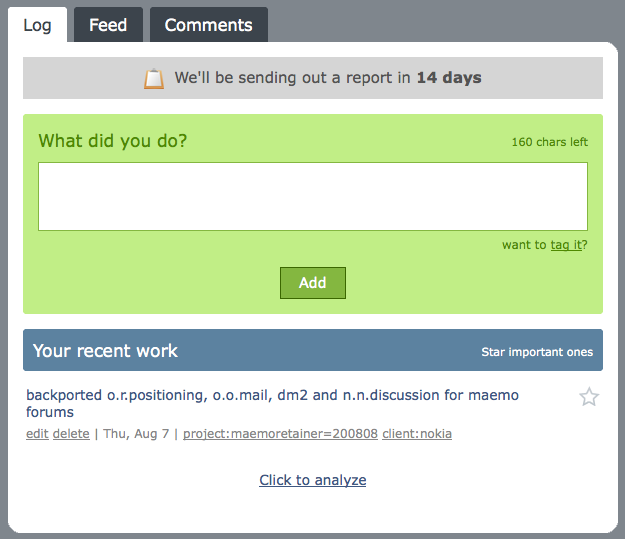 Log Feed Comments
We'll be sending out a report in 14 days
What did you do? 160 chars left
want to tag it?
Add
Your recent work Star important ones
backported o.r.positioning, o.o.mail, dm2 and n.n.discussion for maemo
forums
edit delete | Thu, Aug 7 | project:maemoretainer=200808 client:nokia
Click to analyze